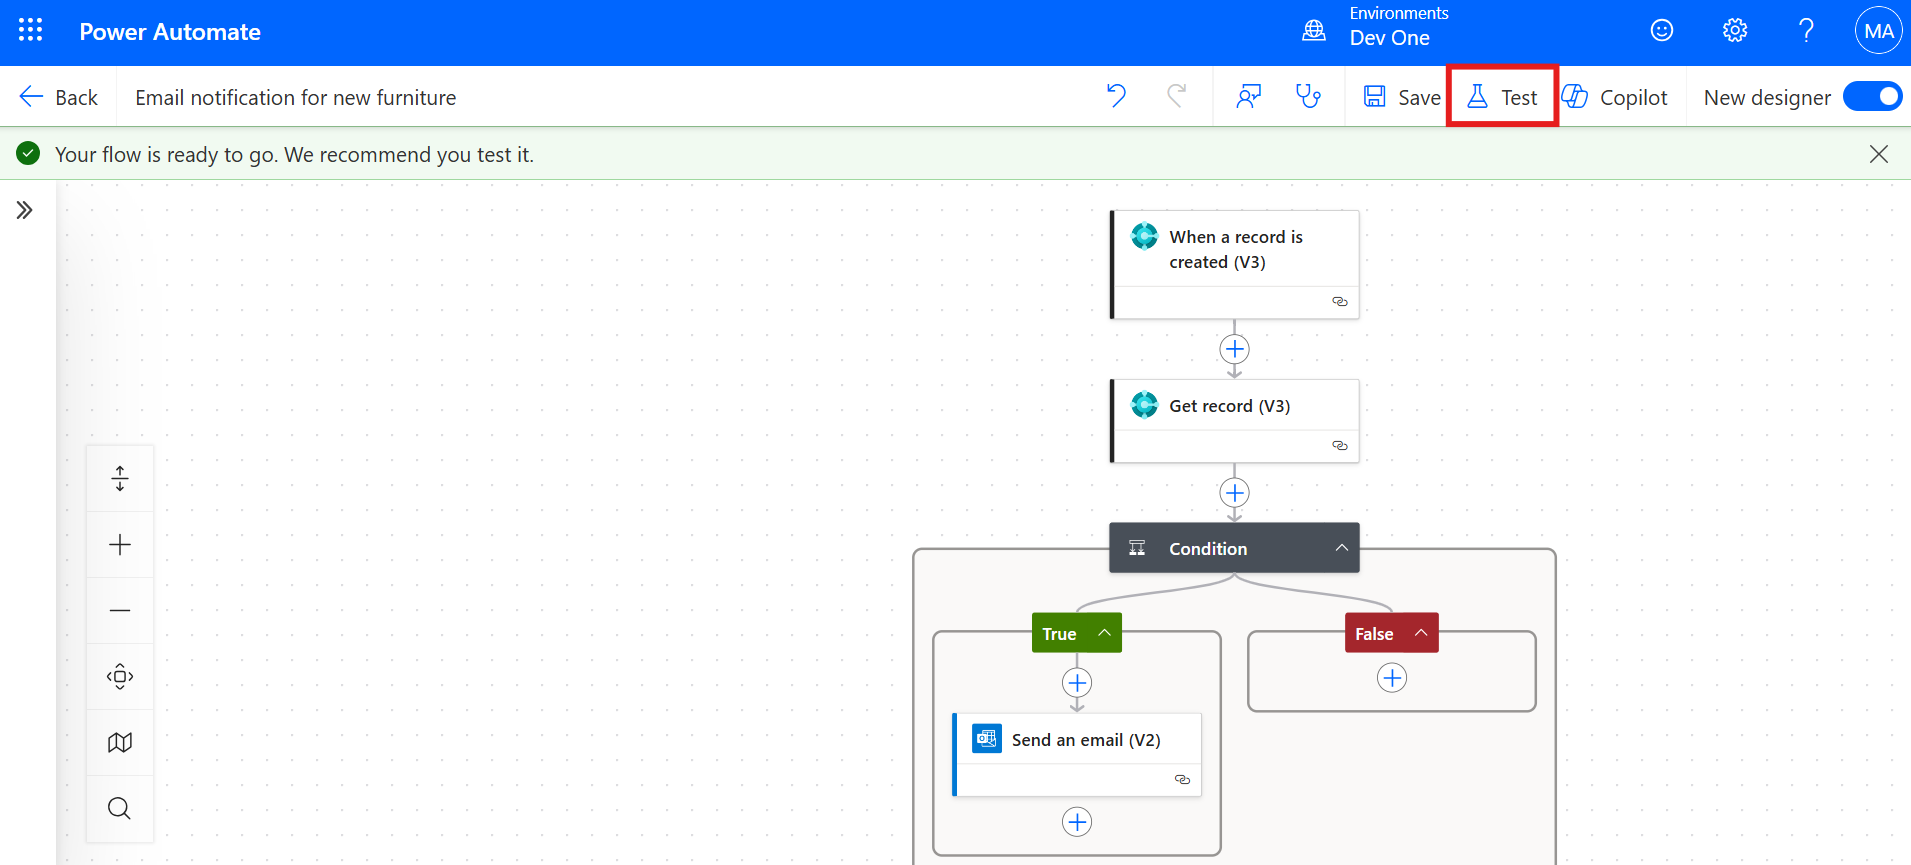 Power Automate
Environments
Dev One
MA
Back
Email notification for new furniture
Save
Test
Copilot
New designer
Your flow is ready to go. We recommend you test it.
When a record is
created (V3)
Get record (V3)
Condition
True
False
Send an email (V2)